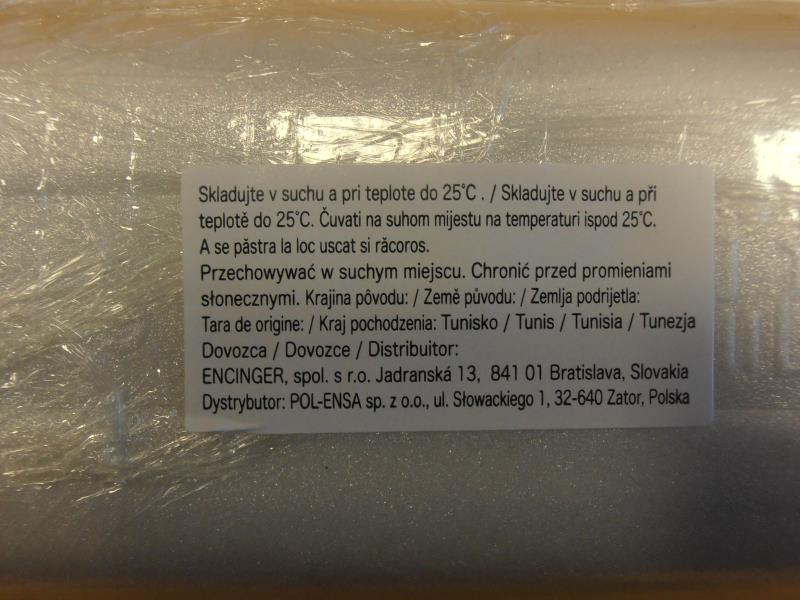 Skladujte v suchu a pri teplote do 25°C . / Skladujte v suchu a při
teplotě do 25°C. Čuvati na suhom mijestu na temperaturi ispod 25°C.
A se păstra la loc uscat si răcoros.
Przechowywać w suchym miejscu. Chronić przed promieniami
słonecznymi. Krajina pôvodu: / Země původu: / Zemlja podrijetla:
Tara de origine: / Kraj pochodzenia: Tunisko / Tunis / Tunisia / Tunezja
Dovozca / Dovozce / Distribuitor:
ENCINGER, spol. s r.o. Jadranská 13, 841 01 Bratislava, Slovakia
Dystrybutor: POL-ENSA sp. z o.o., ul. Słowackiego 1, 32-640 Zator, Polska